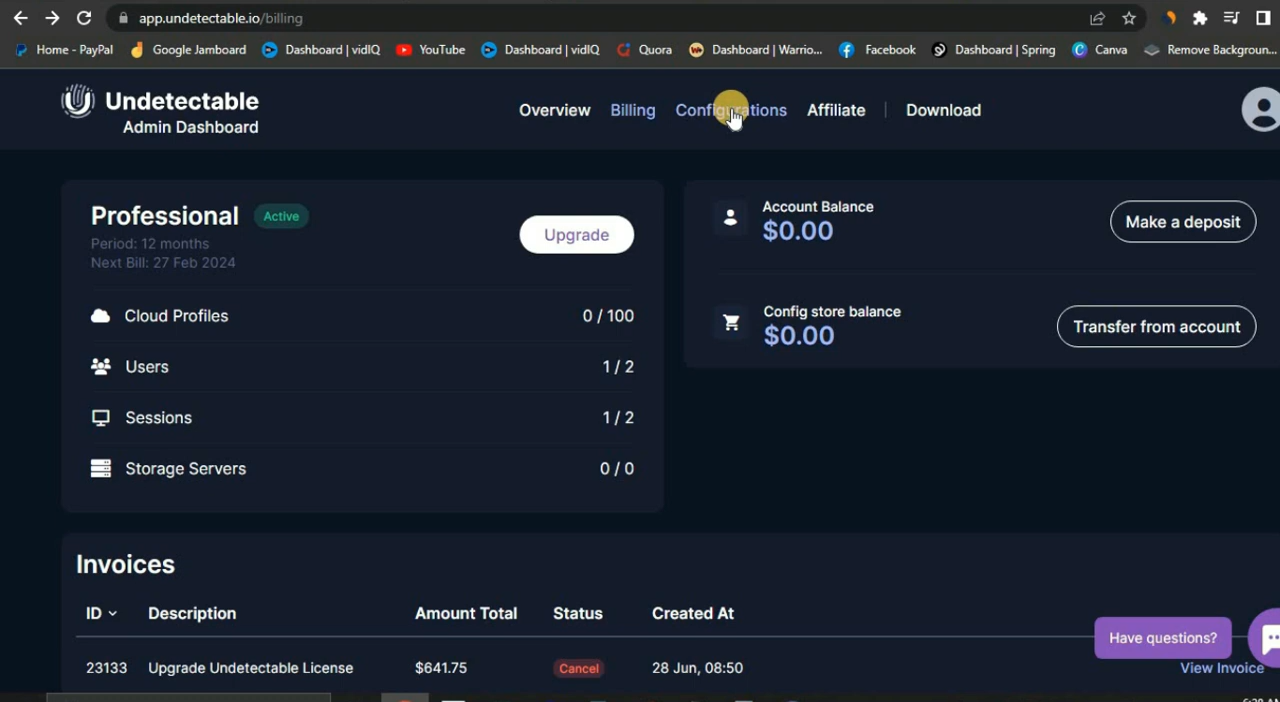 app.undetectable.io/billing
Home - PayPal Google Jamboard Dashboard | vidIQ YouTube Dashboard | vidIQ Quora Dashboard | Warrio... Facebook Dashboard | Spring Canva Remove Backgroun...
Undetectable
Admin Dashboard
Overview Billing Configurations Affiliate | Download
Professional Active
Period: 12 months
Next Bill: 27 Feb 2024
Upgrade
Cloud Profiles 0 / 100
Users 1 / 2
Sessions 1 / 2
Storage Servers 0 / 0
Account Balance
$0.00
Make a deposit
Config store balance
$0.00
Transfer from account
Invoices
ID Description Amount Total Status Created At
23133 Upgrade Undetectable License $641.75 Cancel 28 Jun, 08:50
Have questions?
View Invoice